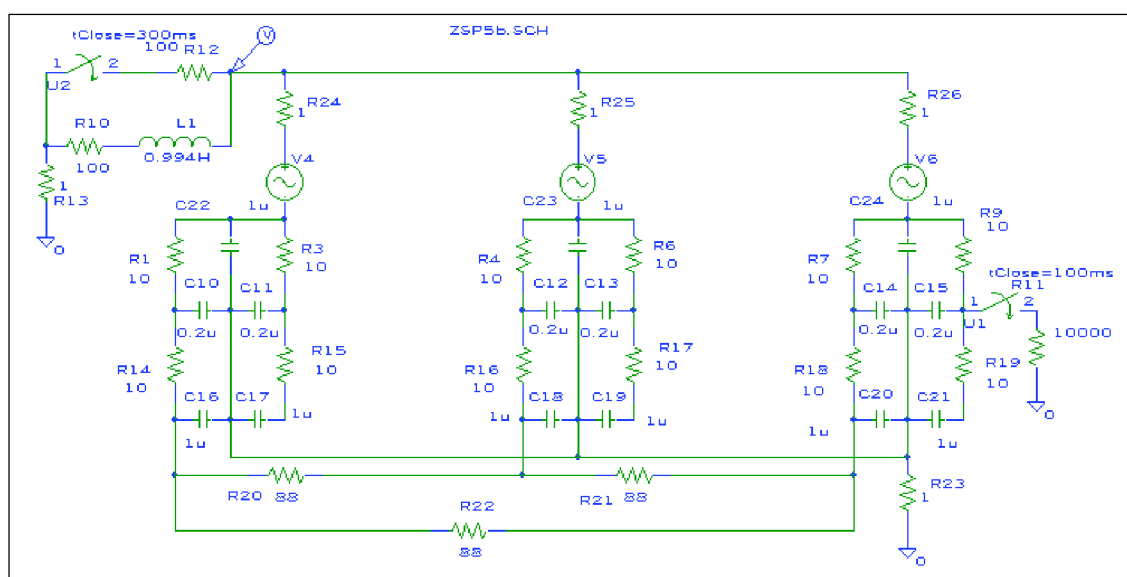 ZSP5b.SCH
tClose=300ms
100
R12
V
1
2
U2
R24
1
R25
1
R26
1
R10
L1
0.994H
100
V4
V5
V6
1
R13
0
C22
1u
C23
1u
C24
1u
R9
10
R1
10
R3
10
R4
10
R6
10
R7
10
tClose=100ms
R11
C10
C11
C12
C13
C14
C15
1
2
0.2u
0.2u
0.2u
0.2u
0.2u
0.2u
U1
10000
R14
10
R15
10
R16
10
R17
10
R18
10
R19
10
C16
C17
C18
C19
C20
C21
0
1u
1u
1u
1u
1u
1u
R20
88
R21
88
R23
1
R22
88
0